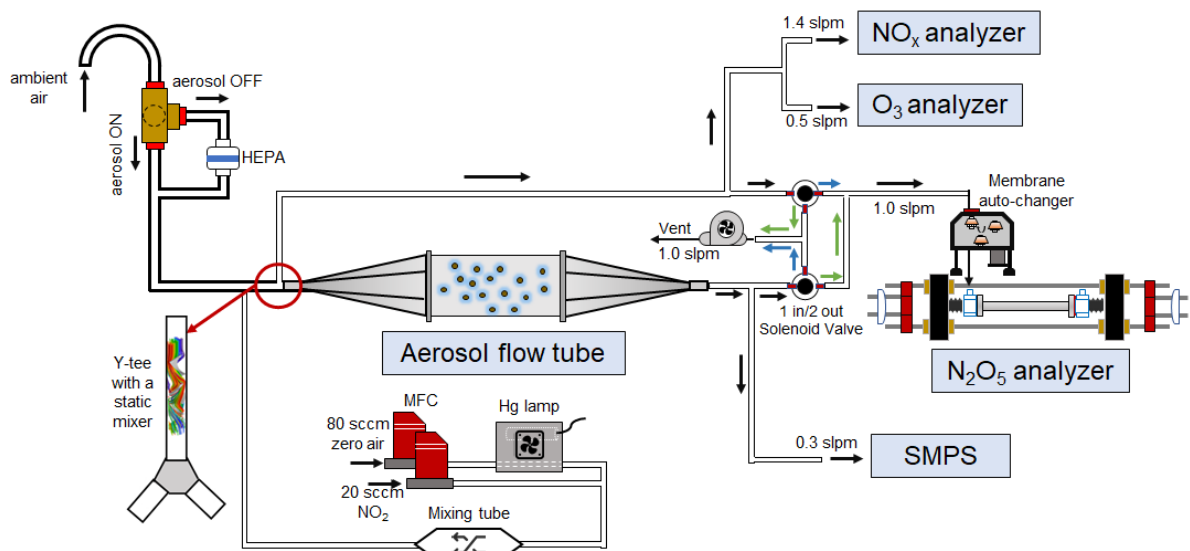 1.4 slpm
NOx analyzer
ambient
air
aerosol OFF
aerosol ON
HEPA
0.5 slpm
O3 analyzer
Membrane
auto-changer
1.0 slpm
Vent
1.0 slpm
1 in/2 out
Solenoid Valve
Aerosol flow tube
N2O5 analyzer
Y-tee
with a
static
mixer
MFC
Hg lamp
80 sccm
zero air
20 sccm
NO2
Mixing tube
0.3 slpm
SMPS